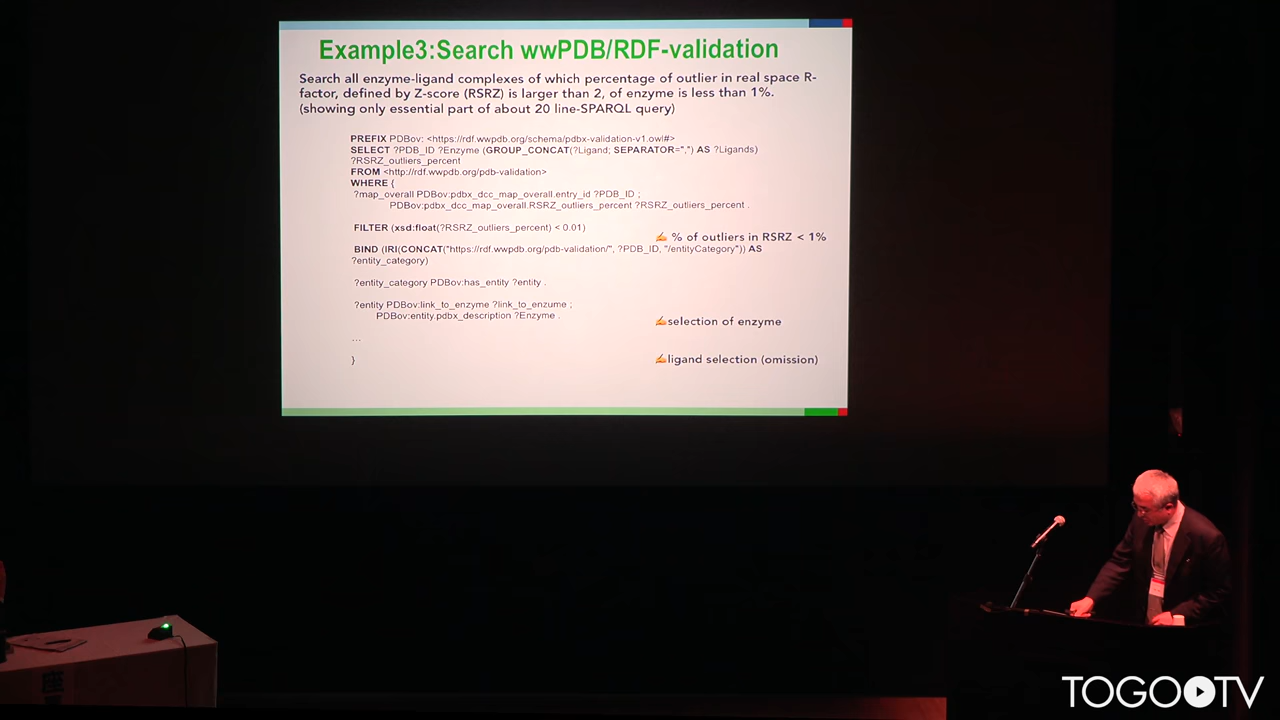 Example3:Search wwPDB/RDF-validation
Search all enzyme-ligand complexes of which percentage of outlier in real space R-
factor, defined by Z-score (RSRZ) is larger than 2, of enzyme is less than 1%.
(showing only essential part of about 20 line-SPARQL query)
PREFIX PDBov: <https://rdf.wwpdb.org/schema/pdbx-validation-v1.owl#>
SELECT ?PDB_ID ?Enzyme (GROUP_CONCAT(?Ligand; SEPARATOR=",") AS ?Ligands)
?RSRZ_outliers_percent
FROM <http://rdf.wwpdb.org/pdb-validation>
WHERE {
?map_overall PDBov:pdbx_dcc_map_overall.entry_id ?PDB_ID ;
PDBov:pdbx_dcc_map_overall.RSRZ_outliers_percent ?RSRZ_outliers_percent .
FILTER (xsd:float(?RSRZ_outliers_percent) < 0.01)
✍ % of outliers in RSRZ < 1%
BIND (IRI(CONCAT("https://rdf.wwpdb.org/pdb-validation/", ?PDB_ID, "/entityCategory")) AS
?entity_category)
?entity_category PDBov:has_entity ?entity .
?entity PDBov:link_to_enzyme ?link_to_enzume ;
PDBov:entity.pdbx_description ?Enzyme .
✍selection of enzyme
...
}
✍ligand selection (omission)
TOGO TV